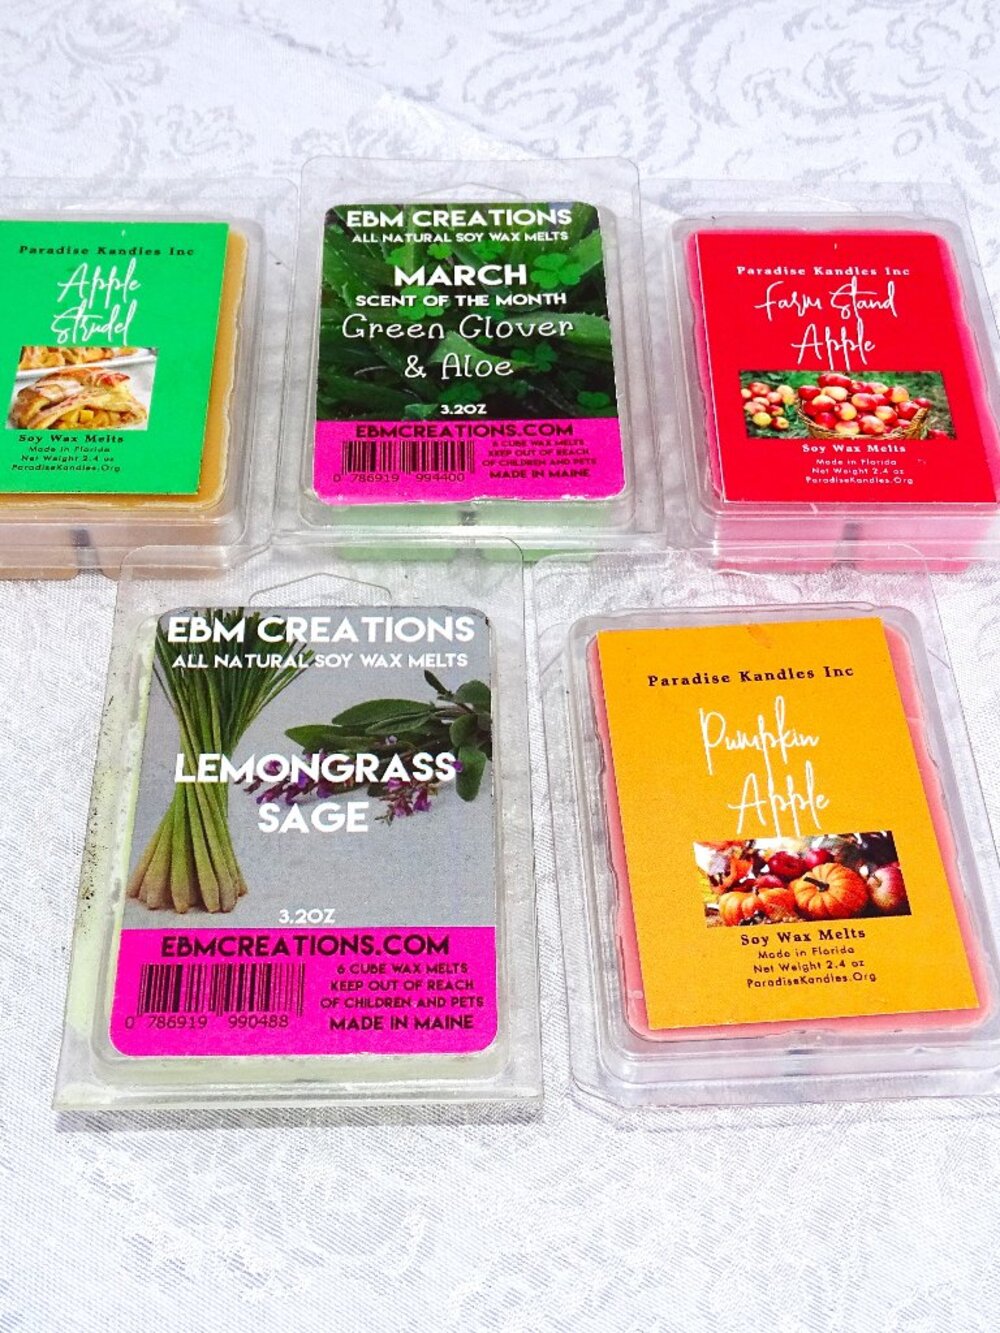 Paradise Kandles Inc
Apple
Strudel
Soy Wax Melts
Made in Florida
Net Weight 2.4 oz
ParadiseKandles.Org
EBM CREATIONS
ALL NATURAL SOY WAX MELTS
MARCH
SCENT OF THE MONTH
Green Clover
& Aloe
3.2OZ
EBMCREATIONS.COM
6 CUBE WAX MELTS
KEEP OUT OF REACH
OF CHILDREN AND PETS
MADE IN MAINE
0 786919 994400
Paradise Kandles Inc
Farm Stand
Apple
Soy Wax Melts
Made in Florida
Net Weight 2.4 oz
ParadiseKandles.Org
EBM CREATIONS
ALL NATURAL SOY WAX MELTS
LEMONGRASS
SAGE
3.2OZ
EBMCREATIONS.COM
6 CUBE WAX MELTS
KEEP OUT OF REACH
OF CHILDREN AND PETS
MADE IN MAINE
0 786919 990488
Paradise Kandles Inc
Pumpkin
Apple
Soy Wax Melts
Made in Florida
Net Weight 2.4 oz
ParadiseKandles.Org